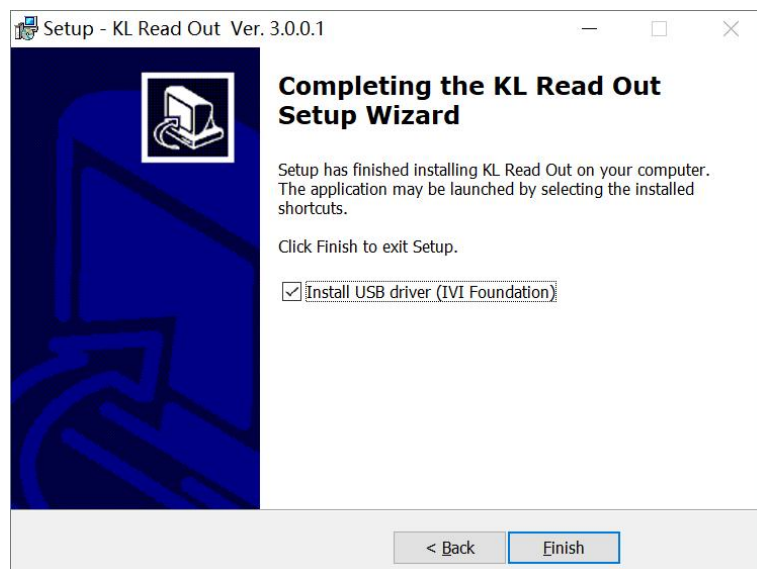 Setup - KL Read Out Ver. 3.0.0.1
Completing the KL Read Out
Setup Wizard
Setup has finished installing KL Read Out on your computer.
The application may be launched by selecting the installed
shortcuts.
Click Finish to exit Setup.
Install USB driver (IVI Foundation)
< Back
Finish